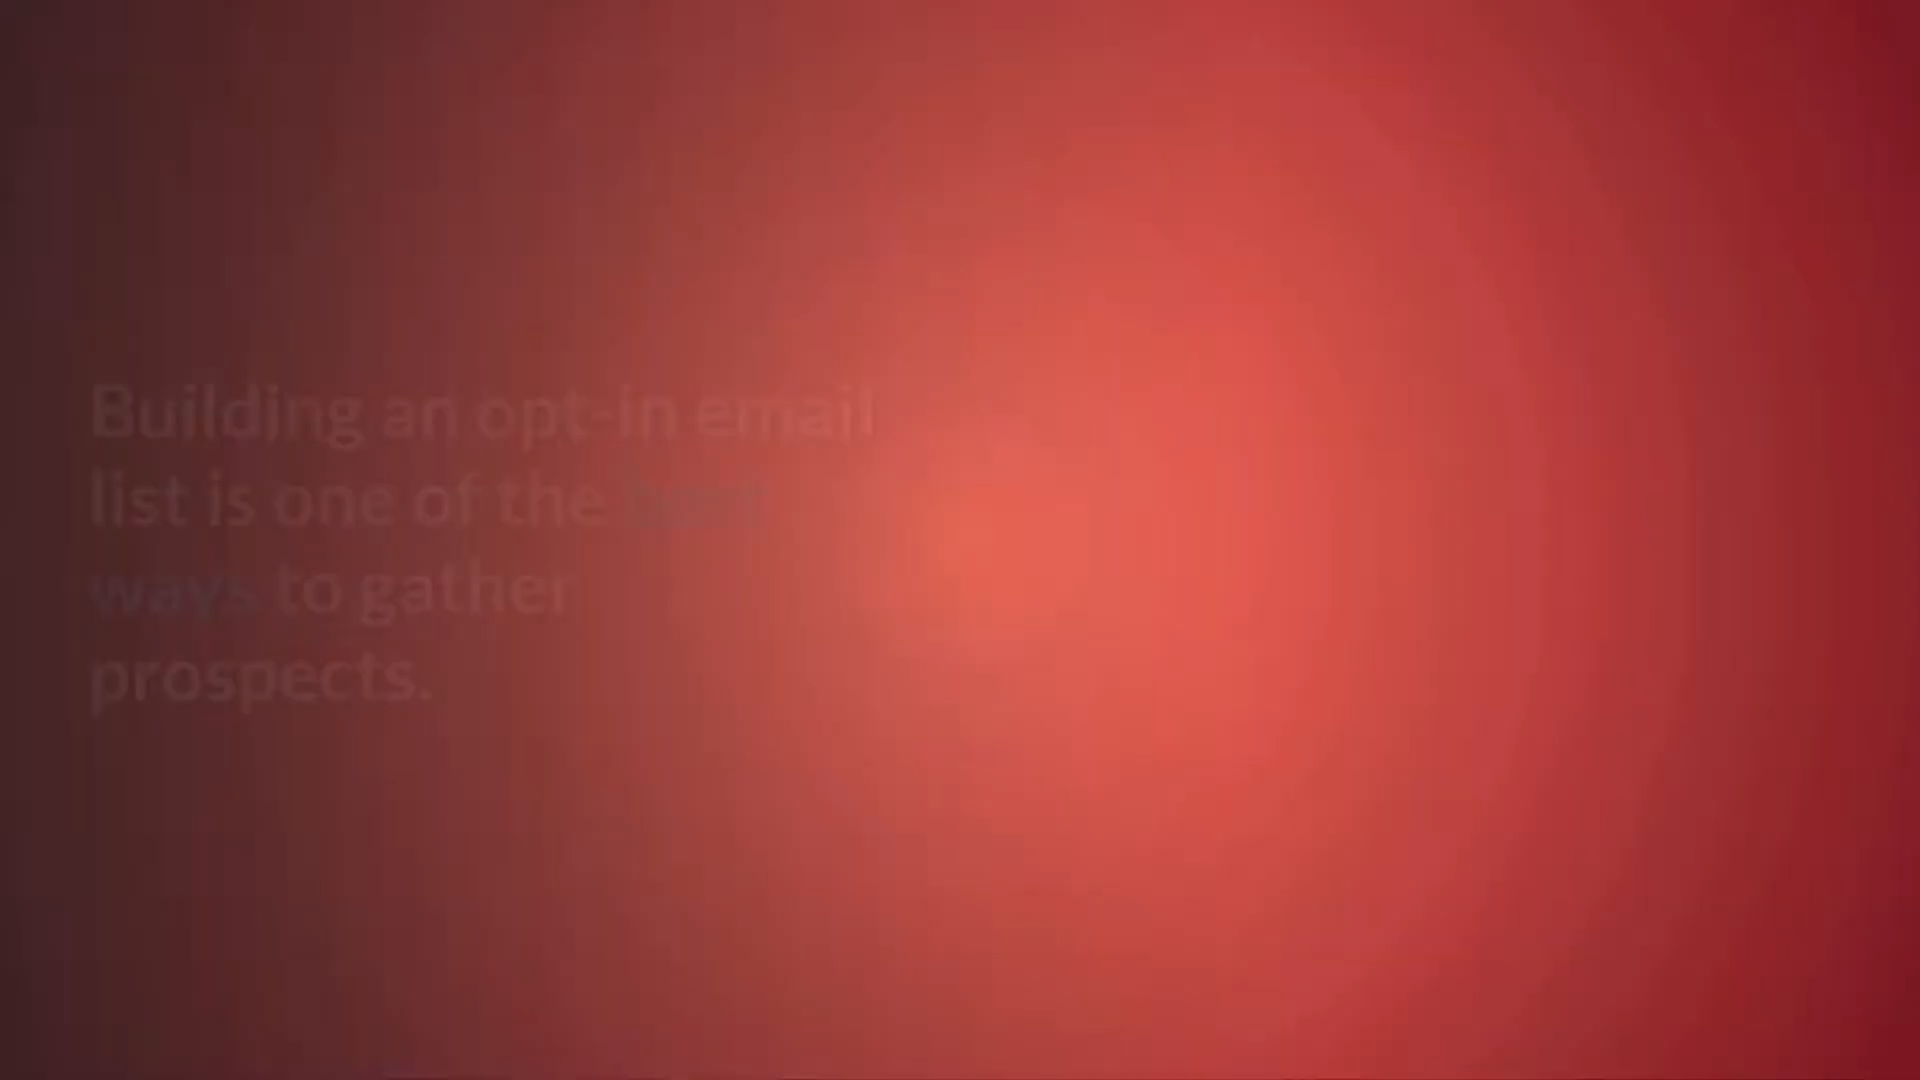 Building an opt-in email
list is one of the best
ways to gather
prospects.